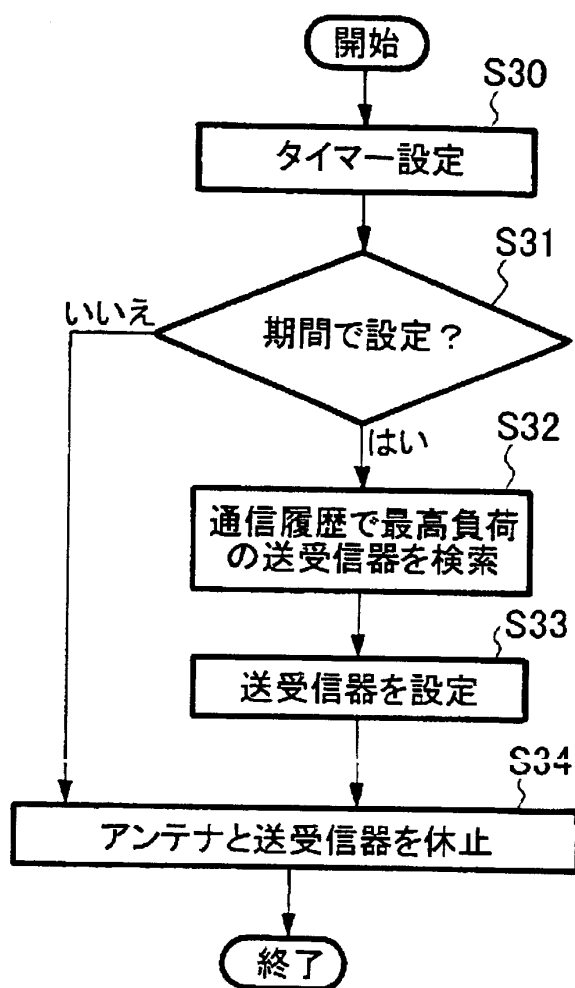 開始
S30
タイマー設定
S31
期間で設定?
いいえ
はい
S32
通信履歴で最高負荷
の送受信器を検索
S33
送受信器を設定
S34
アンテナと送受信器を休止
終了